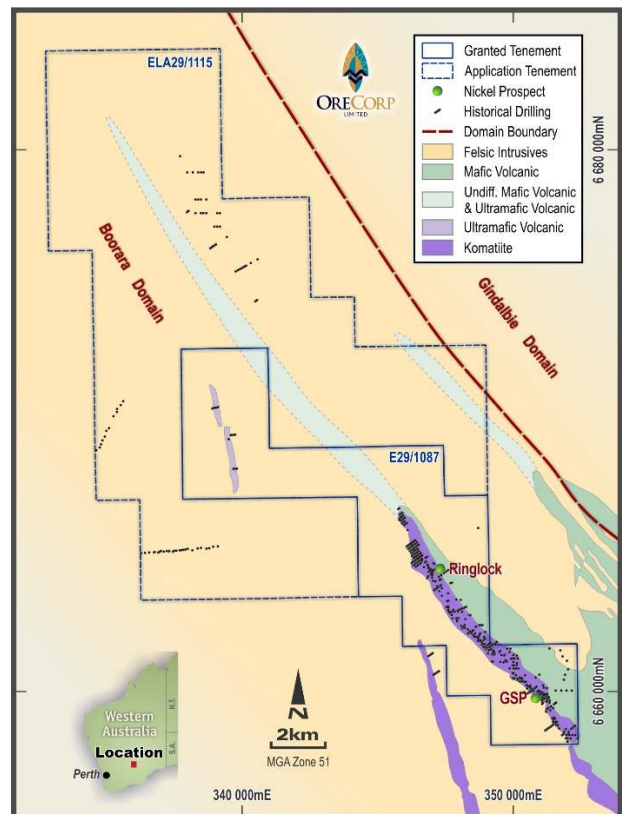 ELA29/1115
ORECORP
LIMITED
Granted Tenement
Application Tenement
Nickel Prospect
Historical Drilling
Domain Boundary
Felsic Intrusives
Mafic Volcanic
Undiff. Mafic Volcanic
& Ultramafic Volcanic
Ultramafic Volcanic
Komatiite
6 680 000mN
Boorara Domain
Gindalbie Domain
E29/1087
Ringlock
GSP
6 660 000mN
Western
Australia
Location
Perth
N.T.
S.A.
N
2km
MGA Zone 51
340 000mE
350 000mE